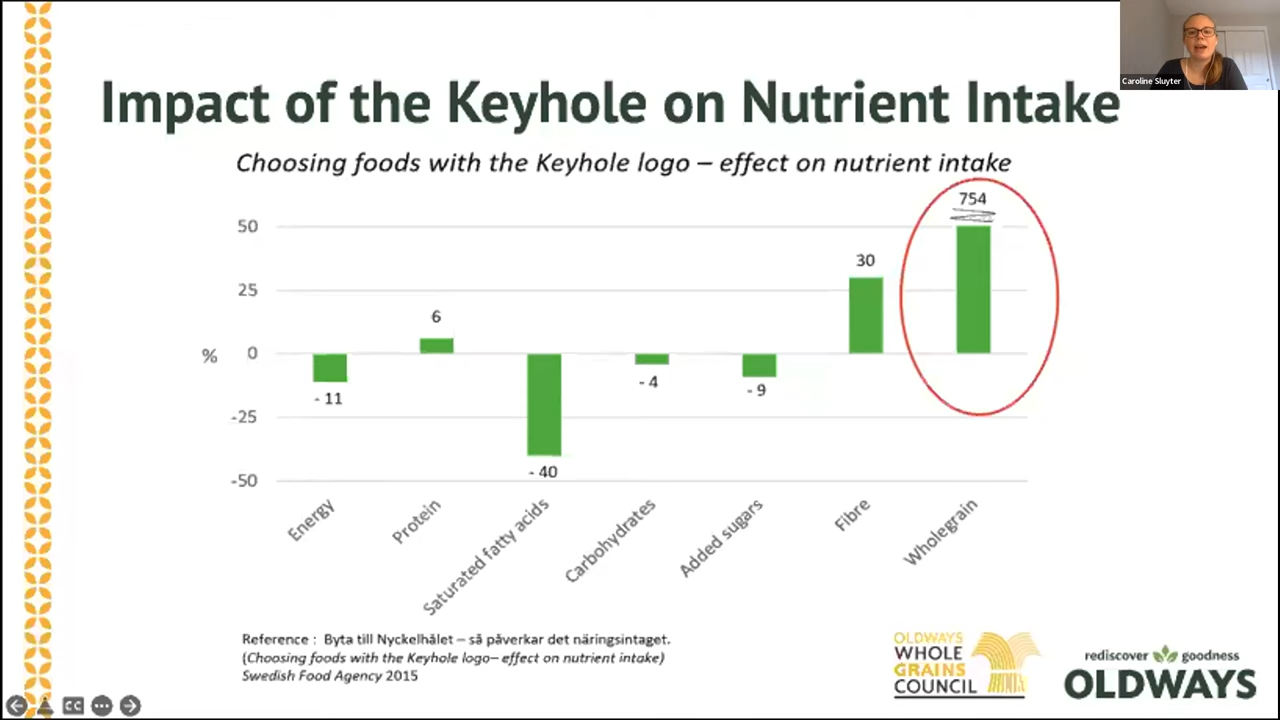 Caroline Sluyter
Impact of the Keyhole on Nutrient Intake
Choosing foods with the Keyhole logo – effect on nutrient intake
754
50
30
25
6
% 0
- 11
- 4
- 9
-25
- 40
-50
Energy
Protein
Saturated fatty acids
Carbohydrates
Added sugars
Fibre
Wholegrain
Reference : Byta till Nyckelhålet – så påverkar det näringsintaget.
(Choosing foods with the Keyhole logo– effect on nutrient intake)
Swedish Food Agency 2015
OLDWAYS
WHOLE
GRAINS
COUNCIL
rediscover goodness
OLDWAYS
CC